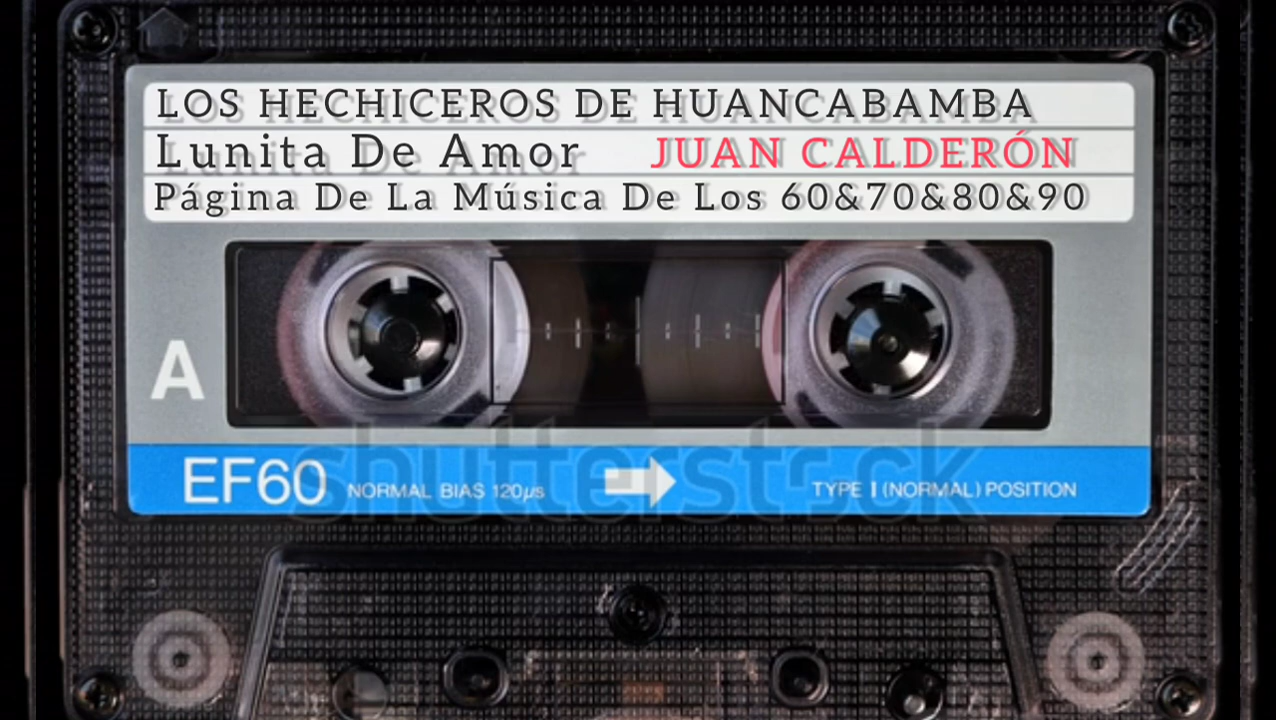 LOS HECHICEROS DE HUANCABAMBA
Lunita De Amor JUAN CALDERÓN
Página De La Música De Los 60&70&80&90
A
EF60 NORMAL BIAS 120µs TYPE I (NORMAL) POSITION
shutterstock